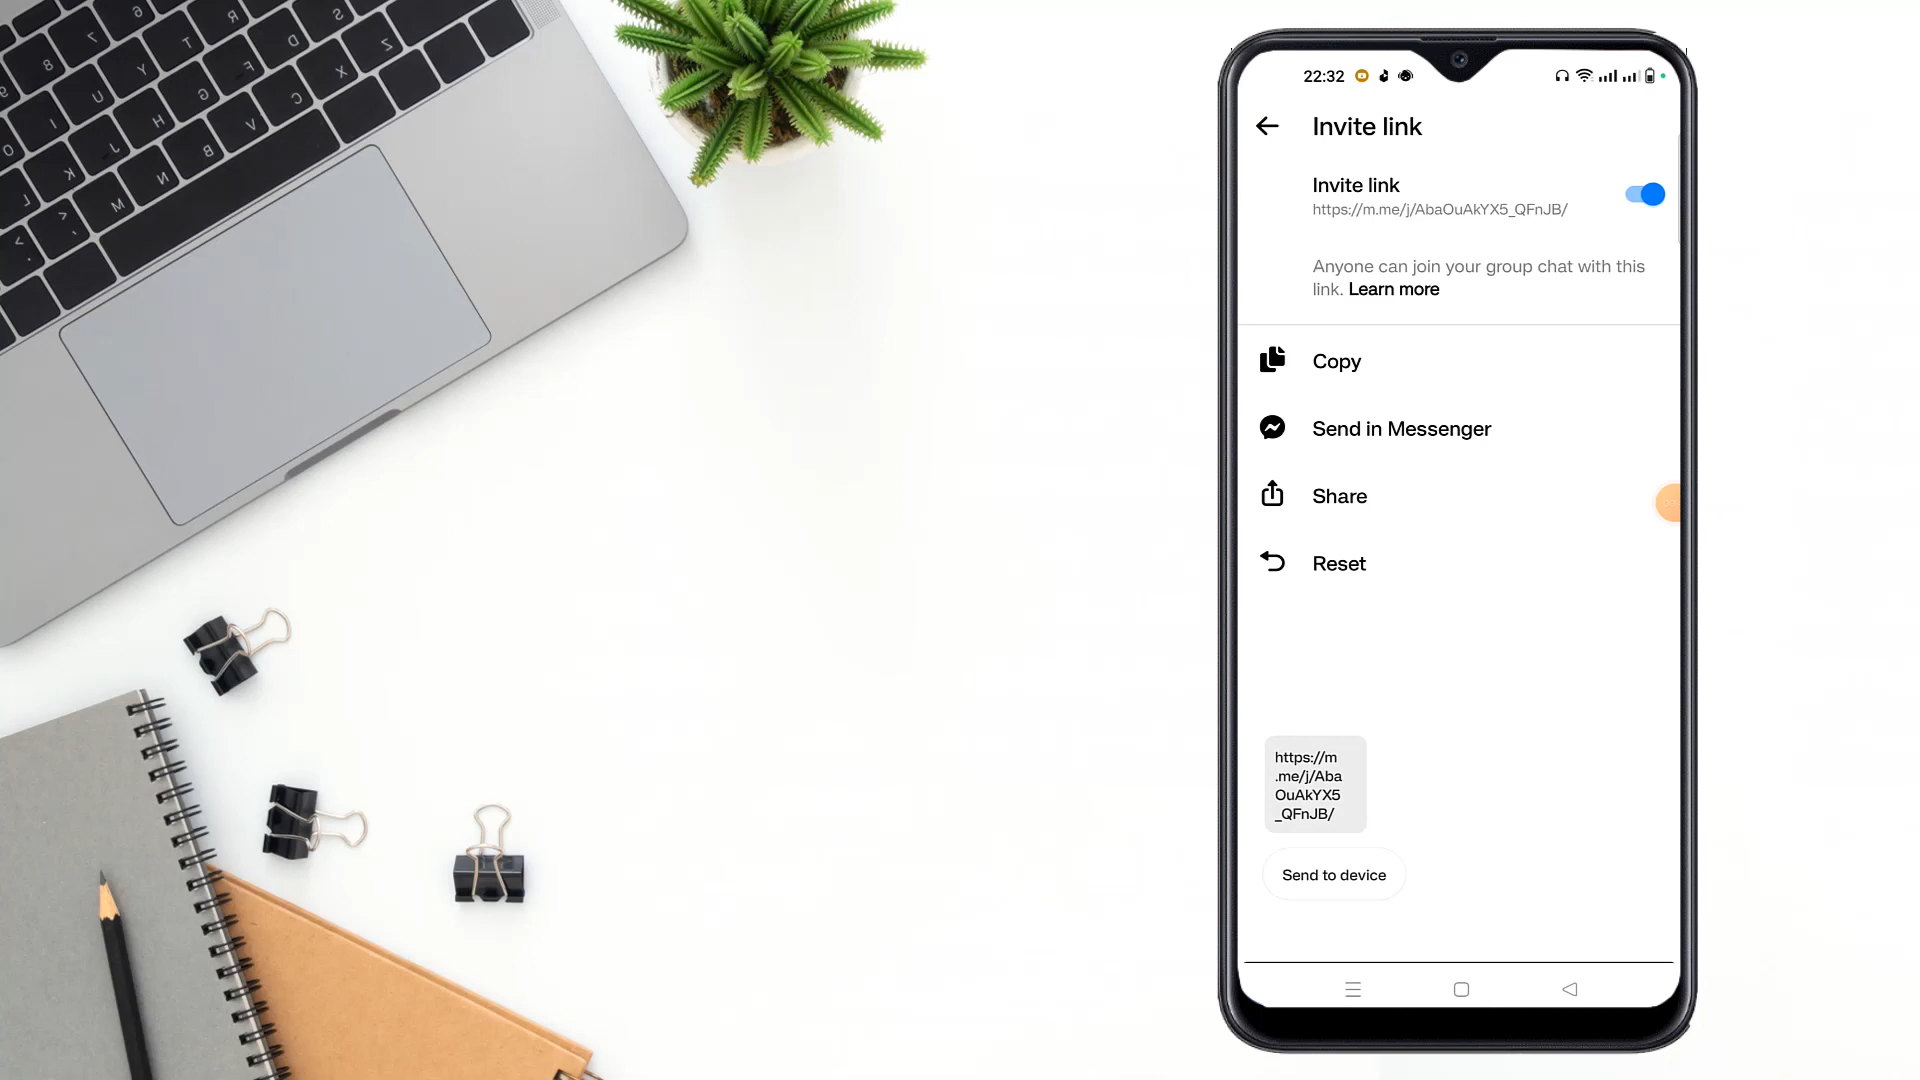 22:32
Invite link
Invite link
https://m.me/j/AbaOuAkYX5_QFnJB/
Anyone can join your group chat with this
link. Learn more
Copy
Send in Messenger
Share
Reset
https://m
.me/j/Aba
OuAkYX5
_QFnJB/
Send to device